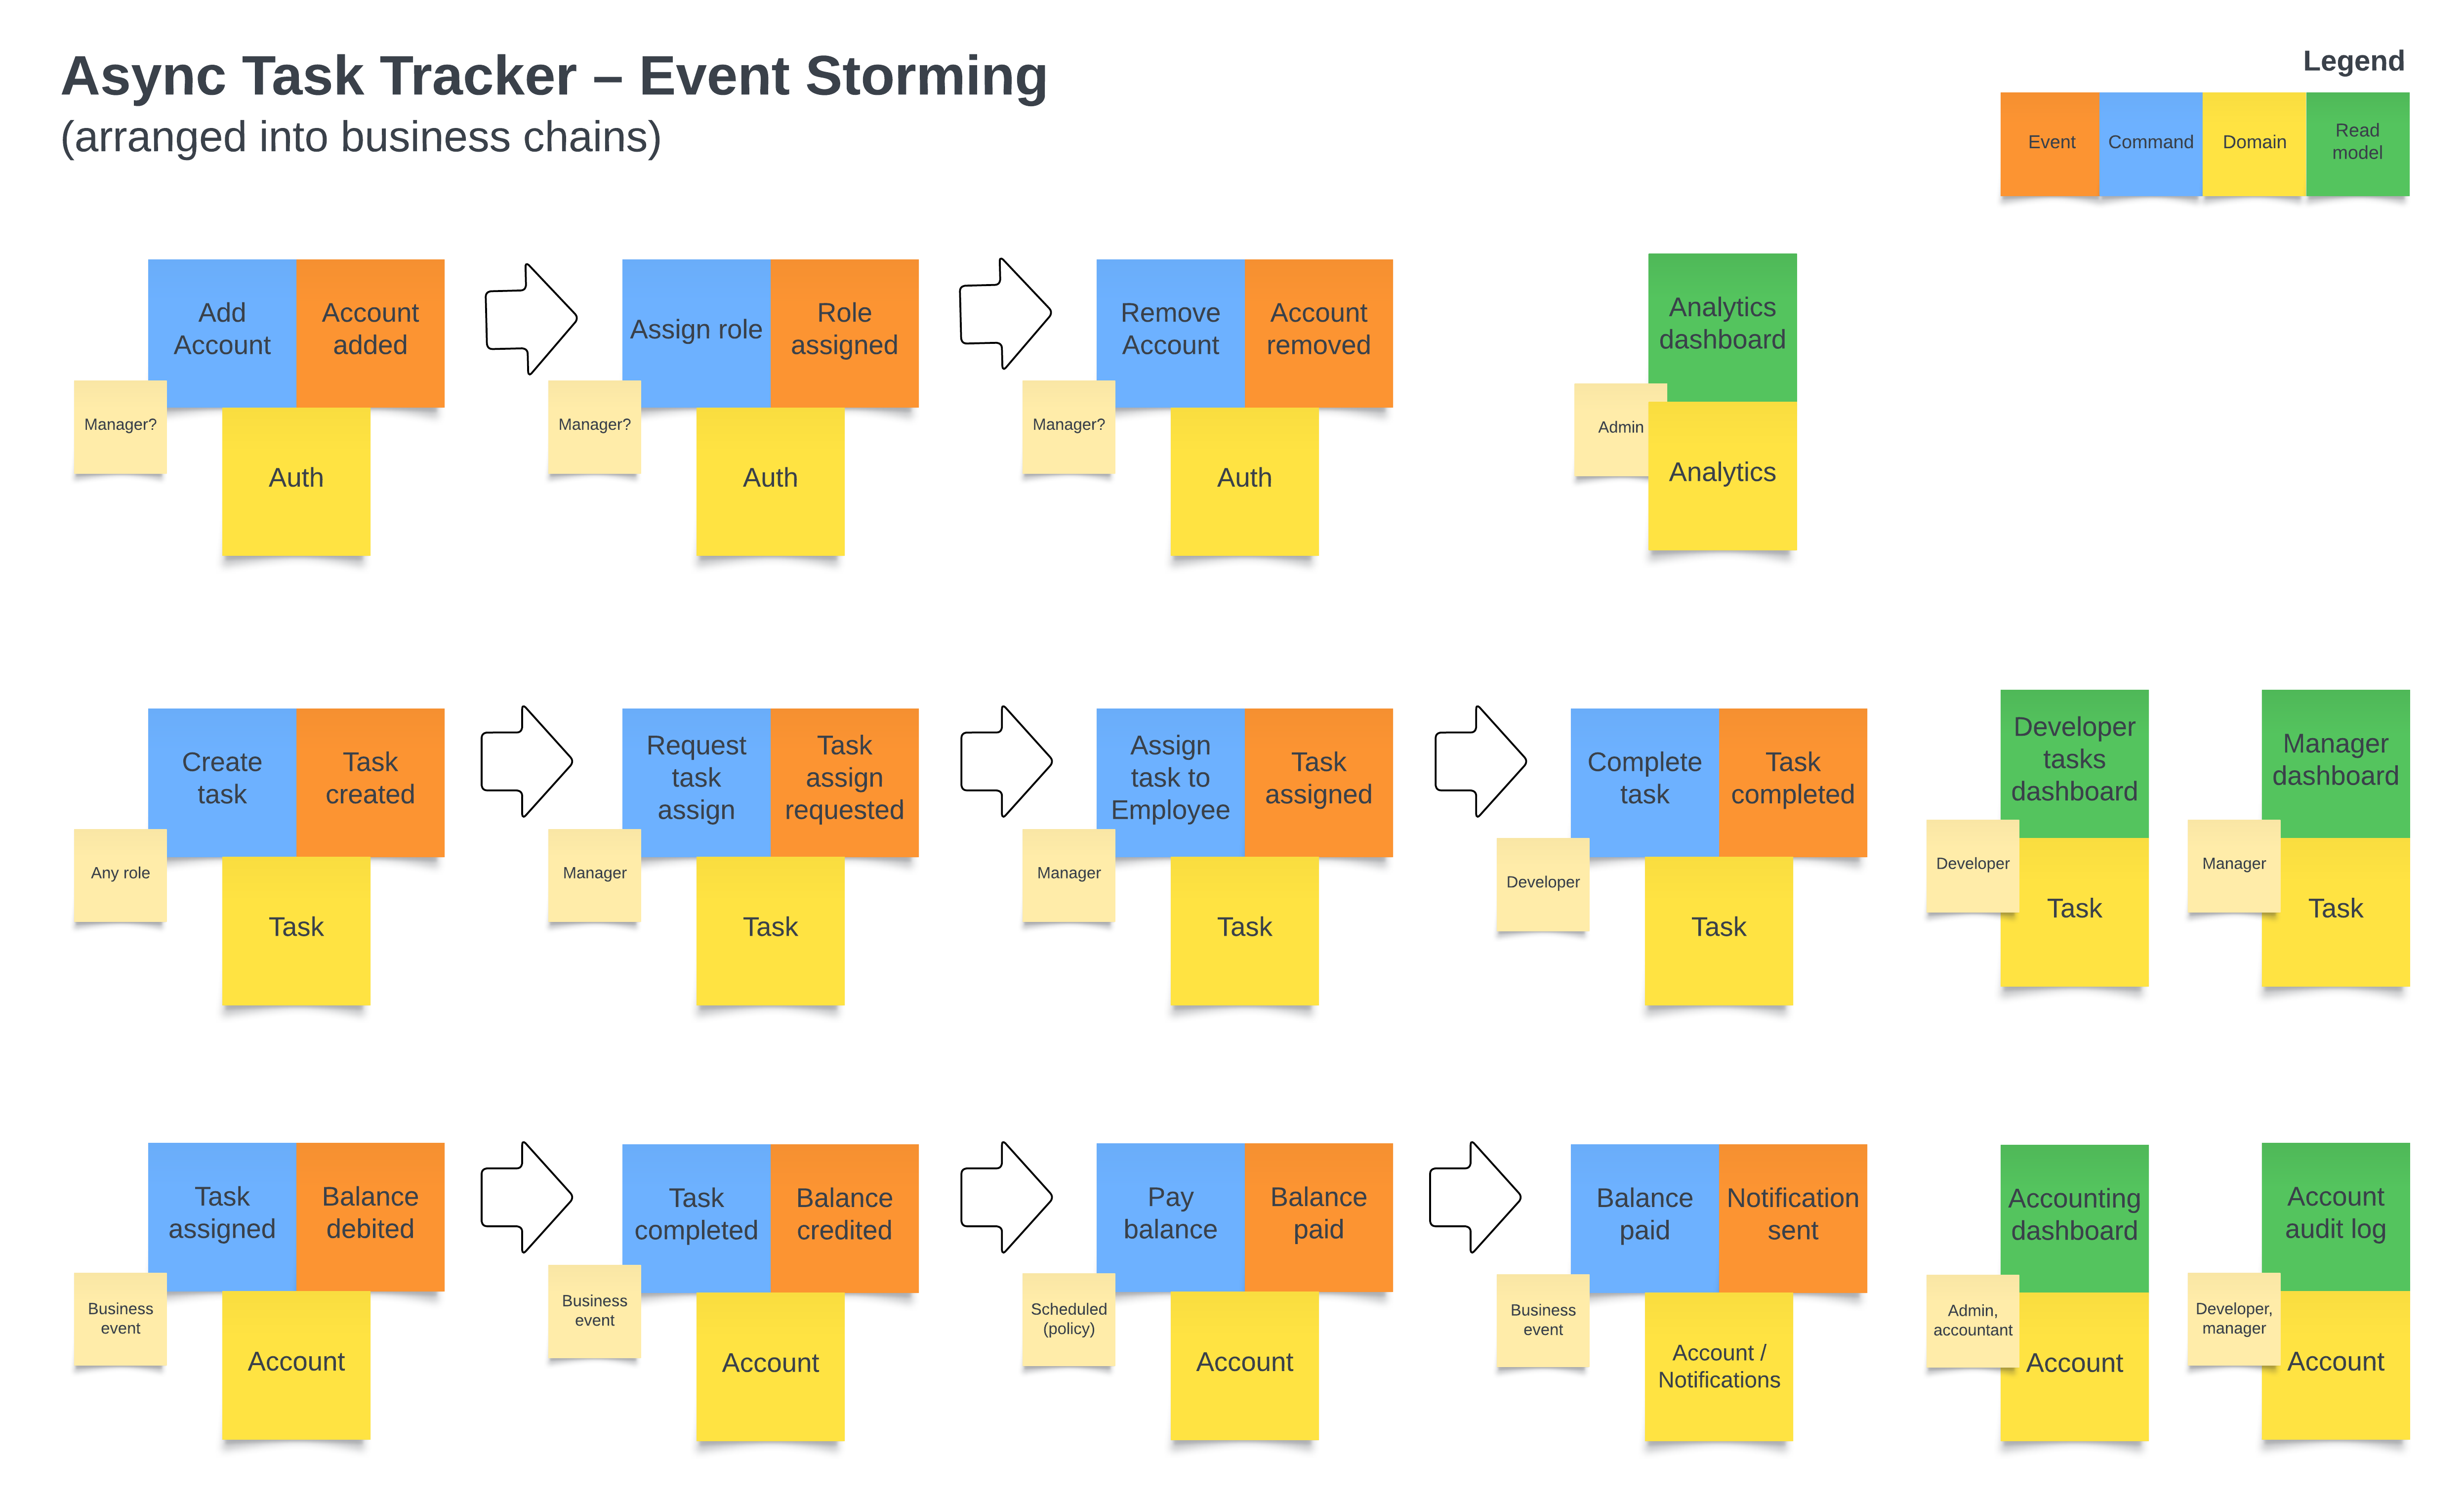 Async Task Tracker – Event Storming
(arranged into business chains)
Legend
Event
Command
Domain
Read
model
Add
Account
Account
added
Manager?
Auth
Assign role
Role
assigned
Manager?
Auth
Remove
Account
Account
removed
Manager?
Auth
Analytics
dashboard
Admin
Analytics
Create
task
Task
created
Any role
Task
Request
task
assign
Task
assign
requested
Manager
Task
Assign
task to
Employee
Task
assigned
Manager
Task
Complete
task
Task
completed
Developer
Task
Developer
tasks
dashboard
Developer
Task
Manager
dashboard
Manager
Task
Task
assigned
Balance
debited
Business
event
Account
Task
completed
Balance
credited
Business
event
Account
Pay
balance
Balance
paid
Scheduled
(policy)
Account
Balance
paid
Notification
sent
Business
event
Account /
Notifications
Accounting
dashboard
Admin,
accountant
Account
Account
audit log
Developer,
manager
Account